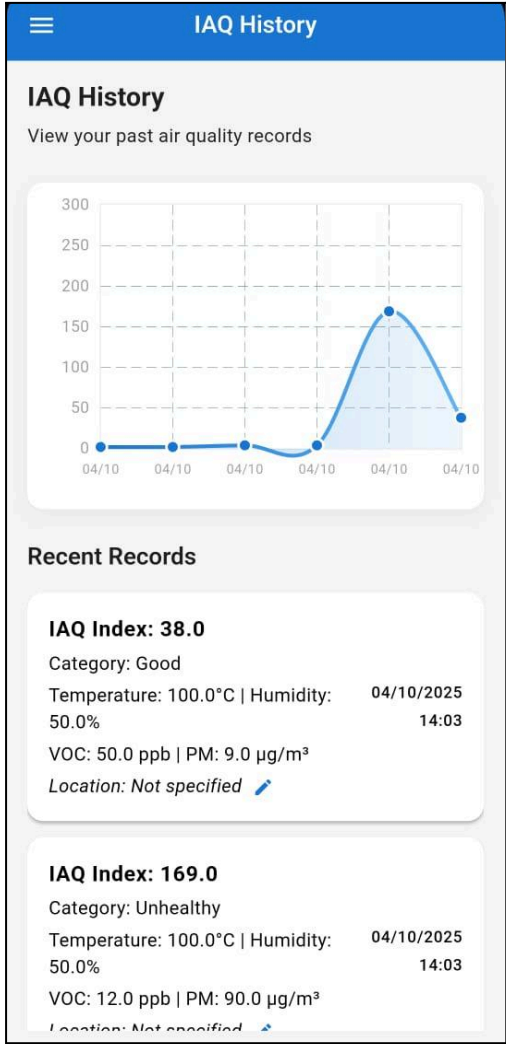 IAQ History
IAQ History
View your past air quality records
300
250
200
150
100
50
0
04/10 04/10 04/10 04/10 04/10 04/10
Recent Records
IAQ Index: 38.0
Category: Good
Temperature: 100.0°C | Humidity: 04/10/2025
50.0% 14:03
VOC: 50.0 ppb | PM: 9.0 µg/m³
Location: Not specified
IAQ Index: 169.0
Category: Unhealthy
Temperature: 100.0°C | Humidity: 04/10/2025
50.0% 14:03
VOC: 12.0 ppb | PM: 90.0 µg/m³
Location: Not specified